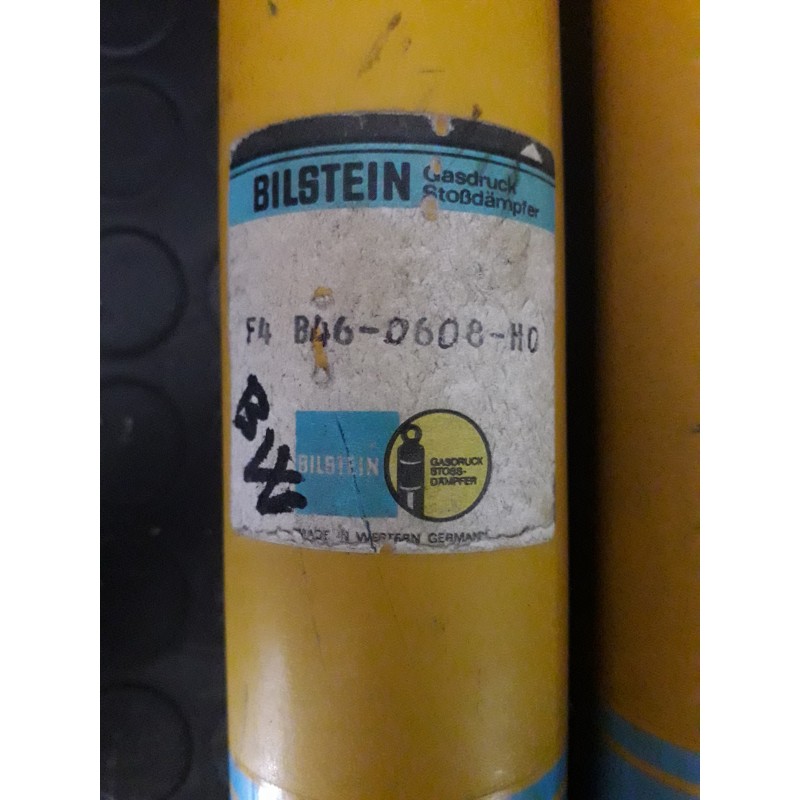 BILSTEIN Gasdruck
Stoßdämpfer
F4 B46-0608-H0
B4
BILSTEIN
GASDRUCK
STOSS-
DÄMPFER
MADE IN WESTERN GERMANY